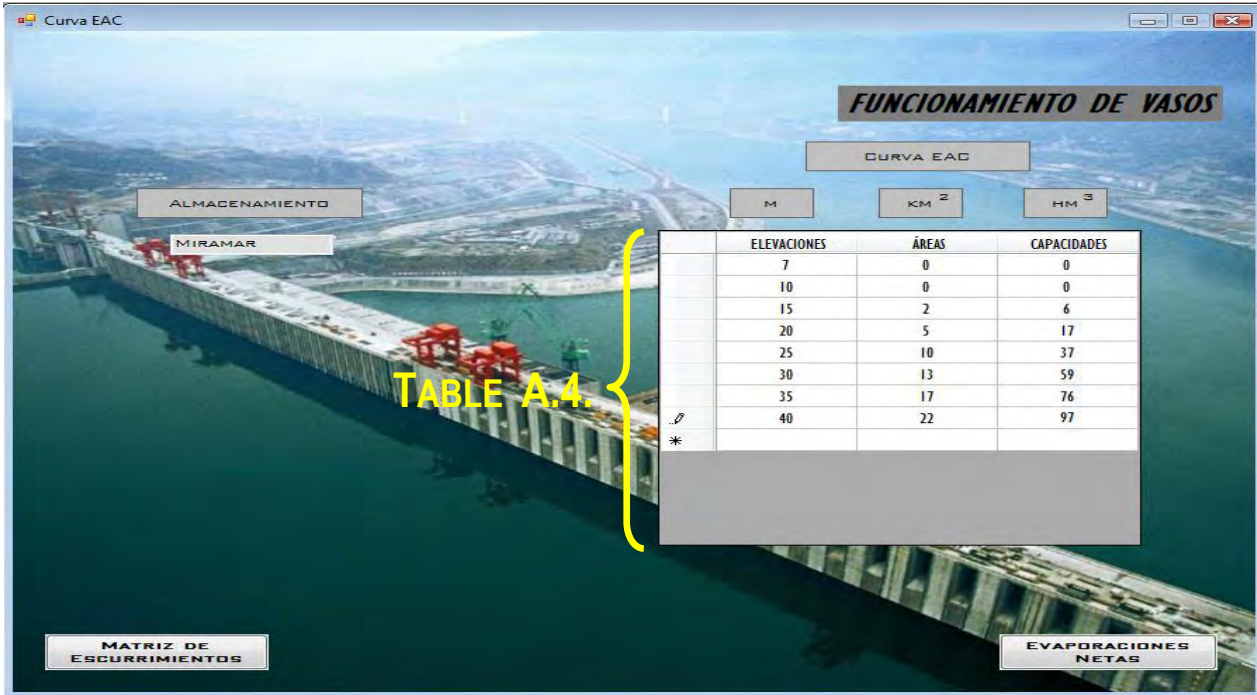 Curva EAC
FUNCIONAMIENTO DE VASOS
CURVA EAC
ALMACENAMIENTO
M KM 2 HM 3
MIRAMAR
ELEVACIONES ÁREAS CAPACIDADES
7 0 0
10 0 0
15 2 6
20 5 17
25 10 37
30 13 59
35 17 76
40 22 97
TABLE A.4.
MATRIZ DE
ESCURRIMIENTOS
EVAPORACIONES
NETAS